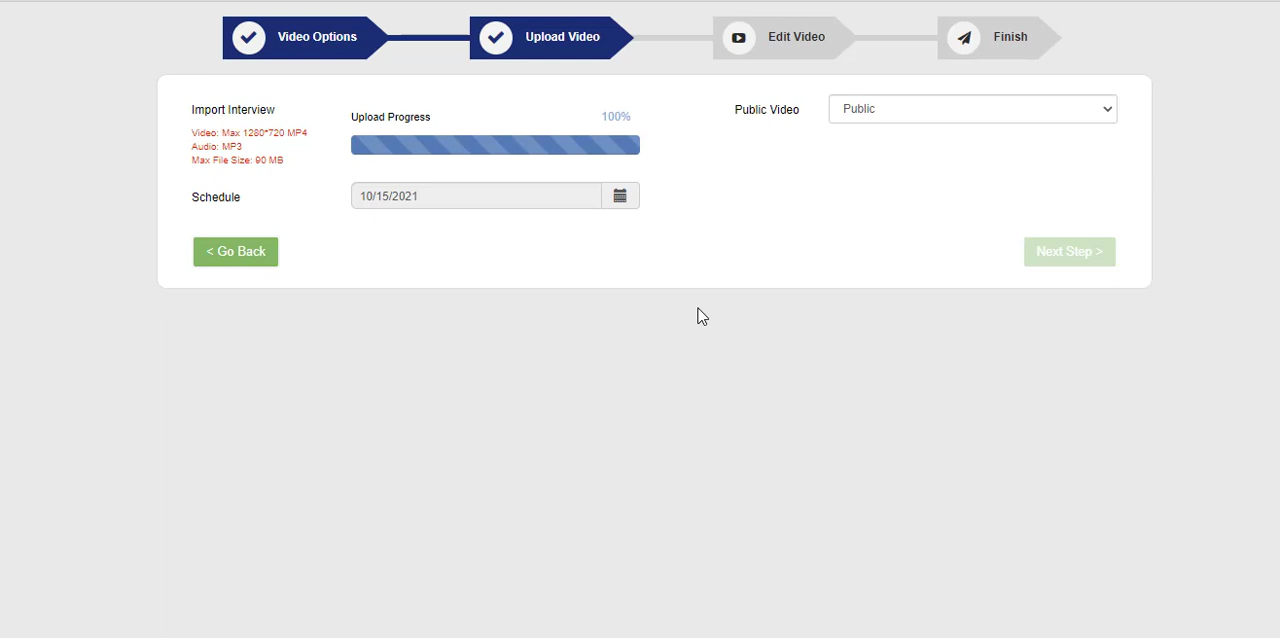 Video Options
Upload Video
Edit Video
Finish
Import Interview
Video: Max 1280*720 MP4
Audio: MP3
Max File Size: 90 MB
Upload Progress
100%
Public Video
Public
Schedule
10/15/2021
< Go Back
Next Step >